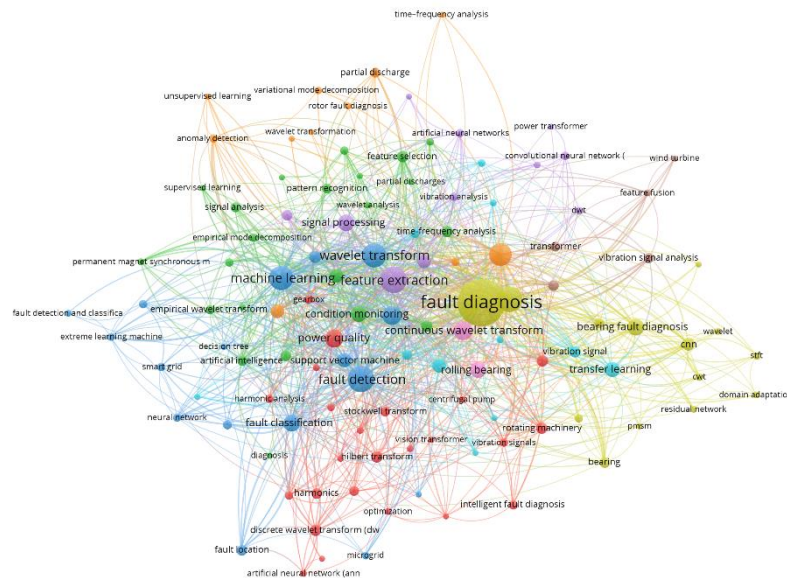 time-frequency analysis
partial discharge
unsupervised learning
variational mode decomposition
rotor fault diagnosis
anomaly detection
wavelet transformation
artificial neural networks
power transformer
feature selection
convolutional neural network (
wind turbine
partial discharges
supervised learning
pattern recognition
vibration analysis
feature fusion
signal analysis
wavelet analysis
dwt
signal processing
time-frequency analysis
empirical mode decomposition
transformer
wavelet transform
vibration signal analysis
permanent magnet synchronous m
machine learning
feature extraction
gearbox
fault diagnosis
empirical wavelet transform
fault detection and classifica
condition monitoring
continuous wavelet transform
bearing fault diagnosis
wavelet
extreme learning machine
power quality
decision tree
cnn
vibration signal
stft
artificial intelligence
support vector machine
smart grid
rolling bearing
transfer learning
fault detection
cwt
domain adaptatio
harmonic analysis
centrifugal pump
residual network
stockwell transform
neural network
fault classification
rotating machinery
pmsm
vision transformer
vibration signals
diagnosis
hilbert transform
bearing
harmonics
intelligent fault diagnosis
optimization
discrete wavelet transform (dw
fault location
microgrid
artificial neural network (ann